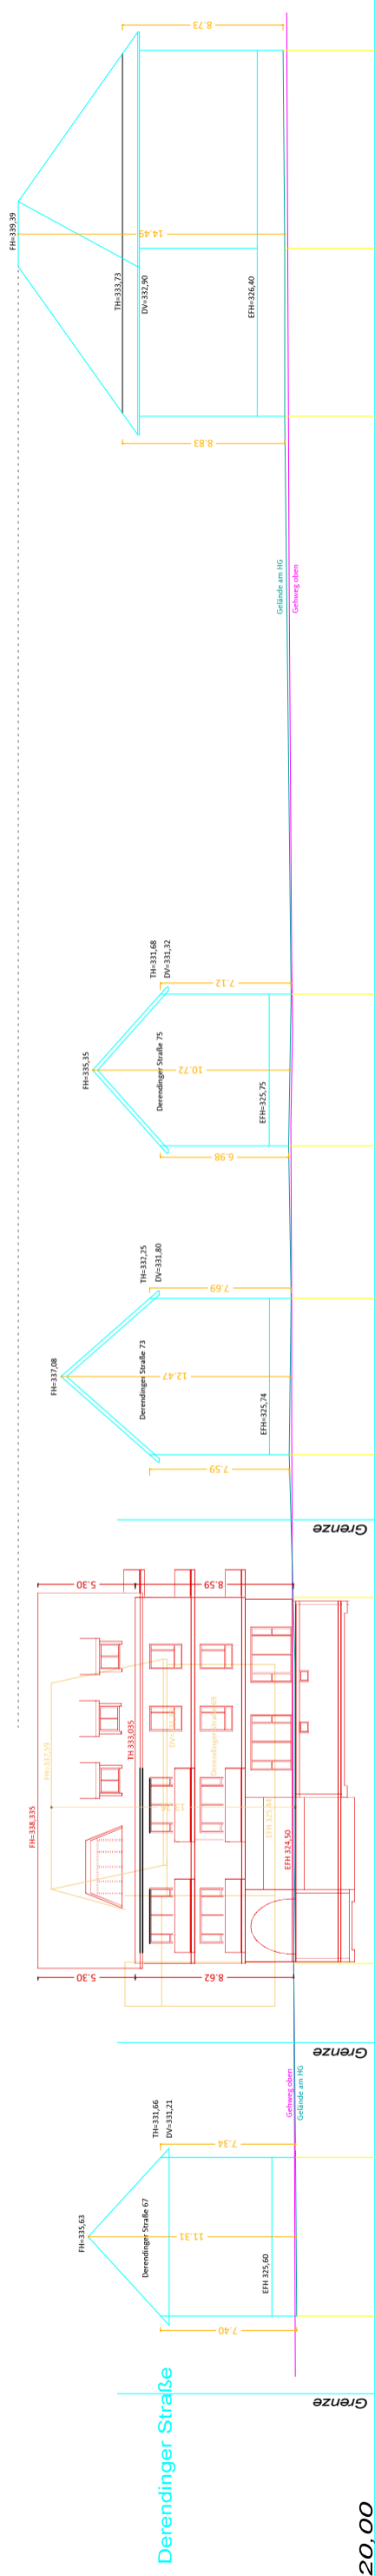 8.73
FH=339,39
14.49
TH=333,73
DV=332,90
EFH=326,40
8.83
Gelände am HG
Gehweg oben
TH=331,68
DV=331,32
7.12
FH=335,35
Derendinger Straße 75
10.72
EFH=325,75
6.98
TH=332,25
DV=331,80
7.69
FH=337,08
Derendinger Straße 73
12.47
EFH=325,74
7.59
Grenze
5.30
8.59
TH 333,035
FH=337,59
FH=338,335
EFH 324,50
5.30
8.62
Grenze
Gehweg oben
Gelände am HG
TH=331,66
DV=331,21
7.34
FH=335,63
Derendinger Straße 67
11.31
EFH 325,60
7.40
Grenze
Derendinger Straße
20,00